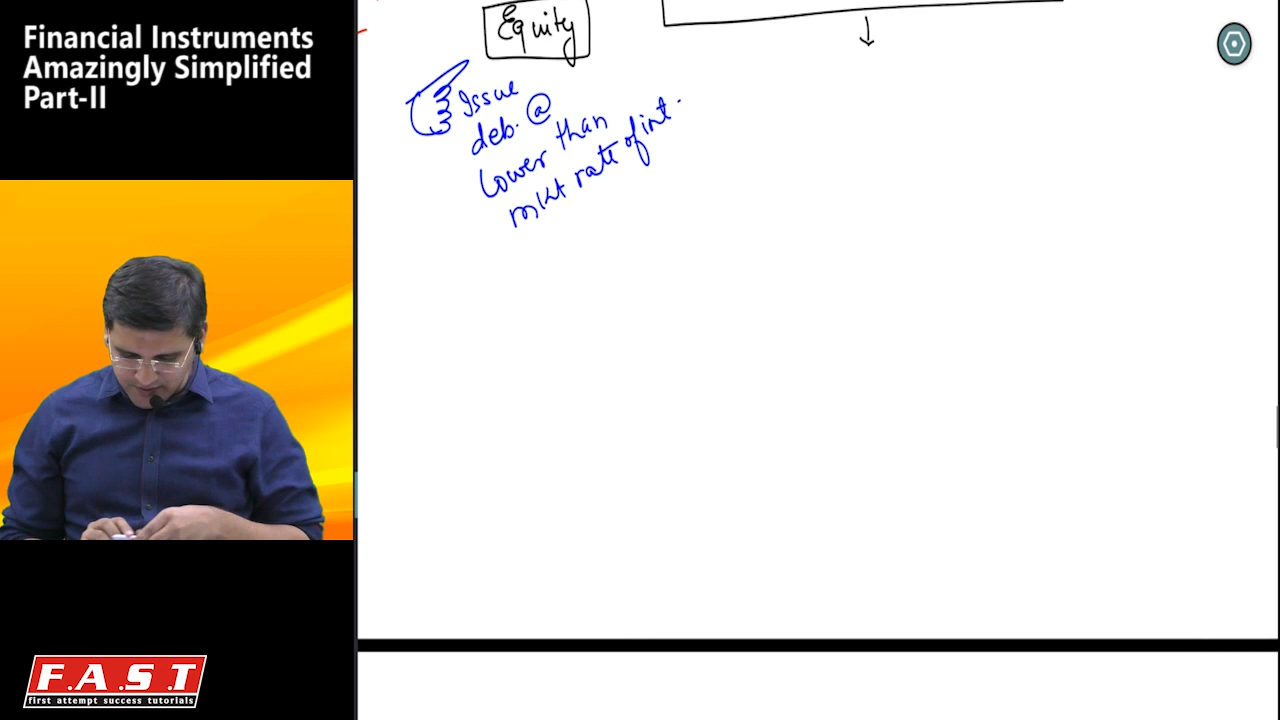 Financial Instruments
Amazingly Simplified
Part-II
Equity
Issue
deb. @
lower than
mkt rate of int.
F.A.S.T
first attempt success tutorials